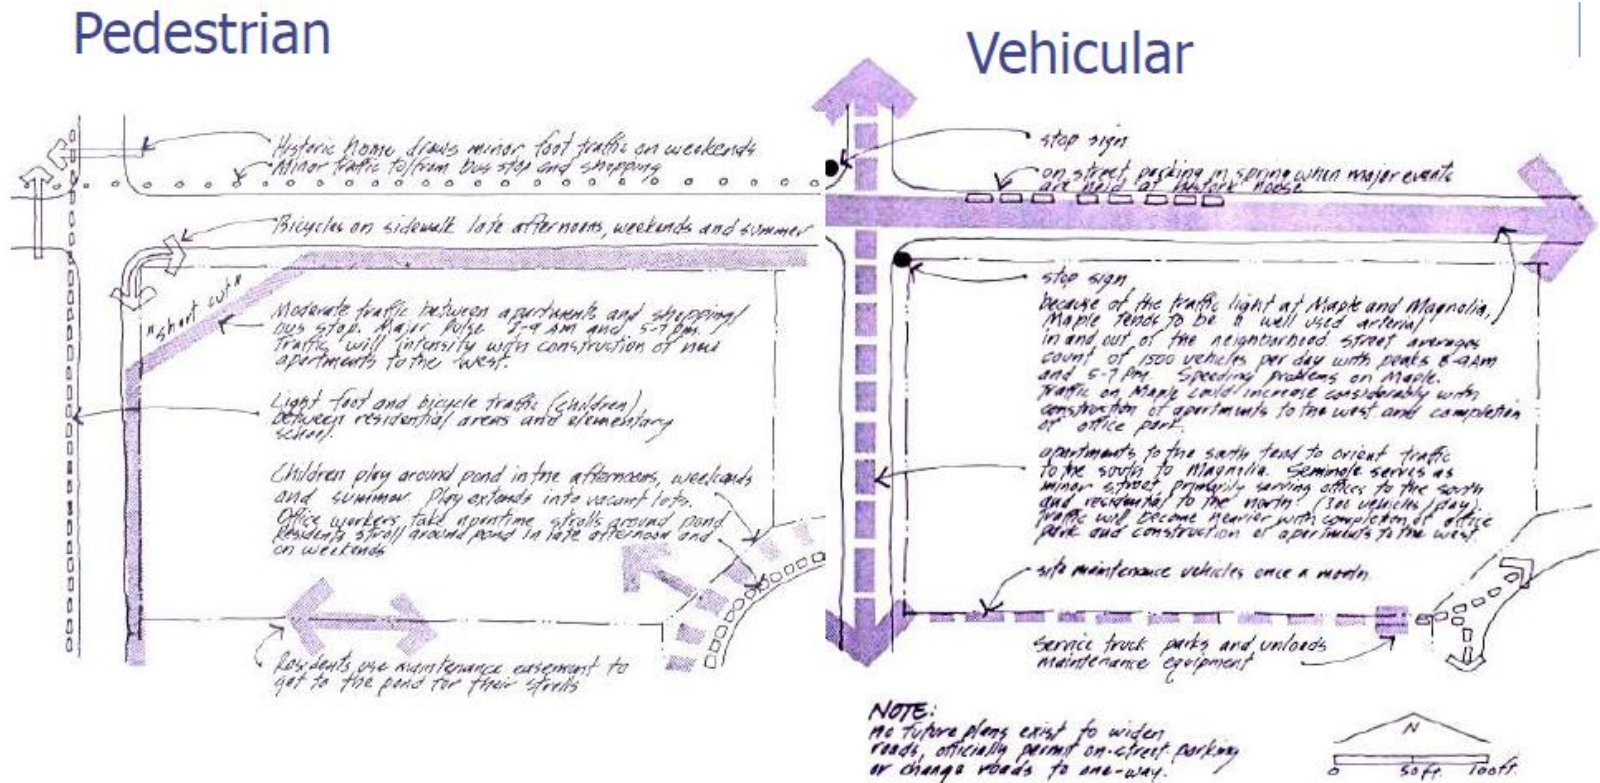 Pedestrian
Historic home draws minor foot traffic on weekends
Minor traffic to/from bus stop and shopping
Bicycles on sidewalk late afternoons, weekends and summer
"short cut"
Moderate traffic between apartments and shopping/
bus stop. Major Pulse 7-9 am and 5-7 pm.
Traffic will intensify with construction of new
apartments to the west.
Light foot and bicycle traffic (children)
between residential areas and elementary
school.
Children play around pond in the afternoons, weekends
and summer. Play extends into vacant lots.
Office workers take noontime strolls around pond.
Residents stroll around pond in late afternoon and
on weekends
Residents use maintenance easement to
get to the pond for their strolls
Vehicular
stop sign
on street parking in spring when major events
are held at historic house
stop sign
because of the traffic light at Maple and Magnolia,
Maple tends to be a well used arterial
in and out of the neighborhood. Street averages
count of 1500 vehicles per day with peaks 8-9 AM
and 5-7 PM. Speeding problems on Maple.
Traffic on Maple could increase considerably with
construction of apartments to the west and completion
of office park.
apartments to the south tend to orient traffic
to the south to Magnolia. Seminole serves as
minor street, primarily serving offices to the south
and residential to the north. (300 vehicles/day)
Traffic will become heavier with completion of office
park and construction of apartments to the west.
site maintenance vehicles once a month
Service truck parks and unloads
maintenance equipment
NOTE:
no future plans exist to widen
roads, officially permit on-street parking
or change roads to one-way.
N
0 50ft. 100ft.